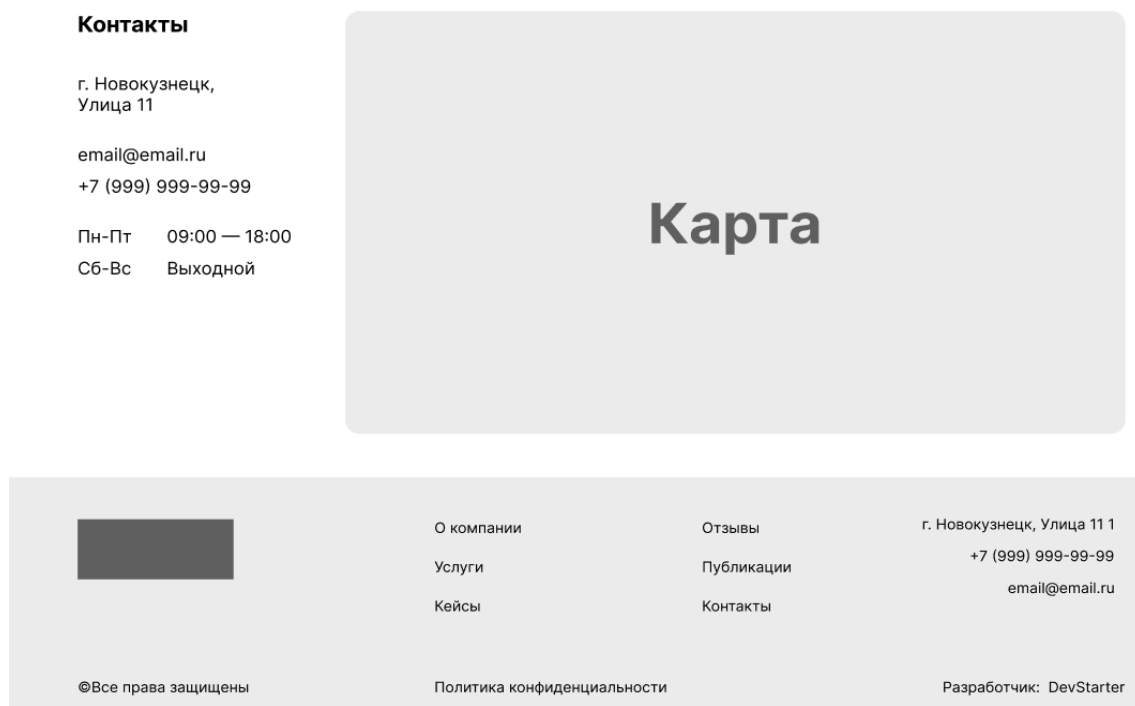 Контакты
г. Новокузнецк,
Улица 11
email@email.ru
+7 (999) 999-99-99
Пн-Пт 09:00 — 18:00
Сб-Вс Выходной
Карта
О компании
Услуги
Кейсы
Отзывы
Публикации
Контакты
г. Новокузнецк, Улица 11 1
+7 (999) 999-99-99
email@email.ru
©Все права защищены
Политика конфиденциальности
Разработчик: DevStarter